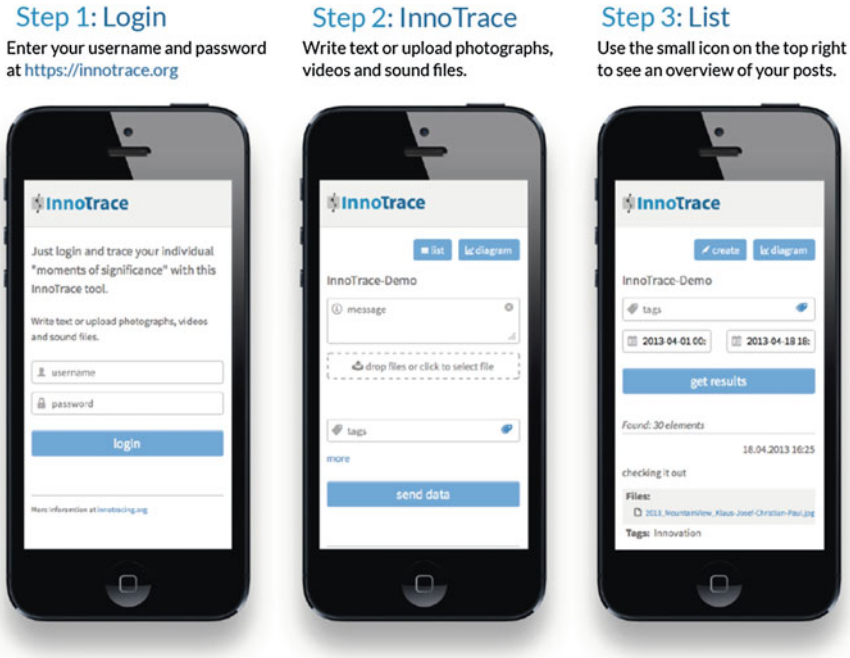 Step 1: Login
Enter your username and password
at https://innotrace.org
InnoTrace
Just login and trace your individual
"moments of significance" with this
InnoTrace tool.
Write text or upload photographs, videos
and sound files.
username
password
login
More information at innotracing.org
Step 2: InnoTrace
Write text or upload photographs,
videos and sound files.
InnoTrace
list diagram
InnoTrace-Demo
message
drop files or click to select file
tags
more
send data
Step 3: List
Use the small icon on the top right
to see an overview of your posts.
InnoTrace
create diagram
InnoTrace-Demo
tags
2013-04-01 00: 2013-04-18 18:
get results
Found: 30 elements
18.04.2013 16:25
checking it out
Files:
2013_MountainView_Klaus-Josef-Christian-Paul.jpg
Tags: Innovation